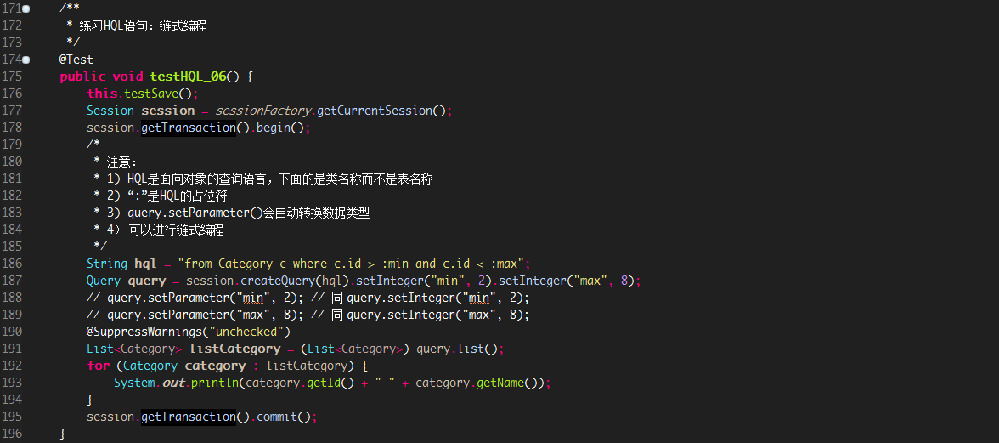 171 /**
172  * 练习HQL语句：链式编程
173  */
174 @Test
175 public void testHQL_06() {
176     this.testSave();
177     Session session = sessionFactory.getCurrentSession();
178     session.getTransaction().begin();
179     /*
180      * 注意：
181      * 1) HQL是面向对象的查询语言，下面的是类名称而不是表名称
182      * 2) “:”是HQL的占位符
183      * 3) query.setParameter()会自动转换数据类型
184      * 4） 可以进行链式编程
185      */
186     String hql = "from Category c where c.id > :min and c.id < :max";
187     Query query = session.createQuery(hql).setInteger("min", 2).setInteger("max", 8);
188     // query.setParameter("min", 2); // 同 query.setInteger("min", 2);
189     // query.setParameter("max", 8); // 同 query.setInteger("max", 8);
190     @SuppressWarnings("unchecked")
191     List<Category> listCategory = (List<Category>) query.list();
192     for (Category category : listCategory) {
193         System.out.println(category.getId() + "-" + category.getName());
194     }
195     session.getTransaction().commit();
196 }